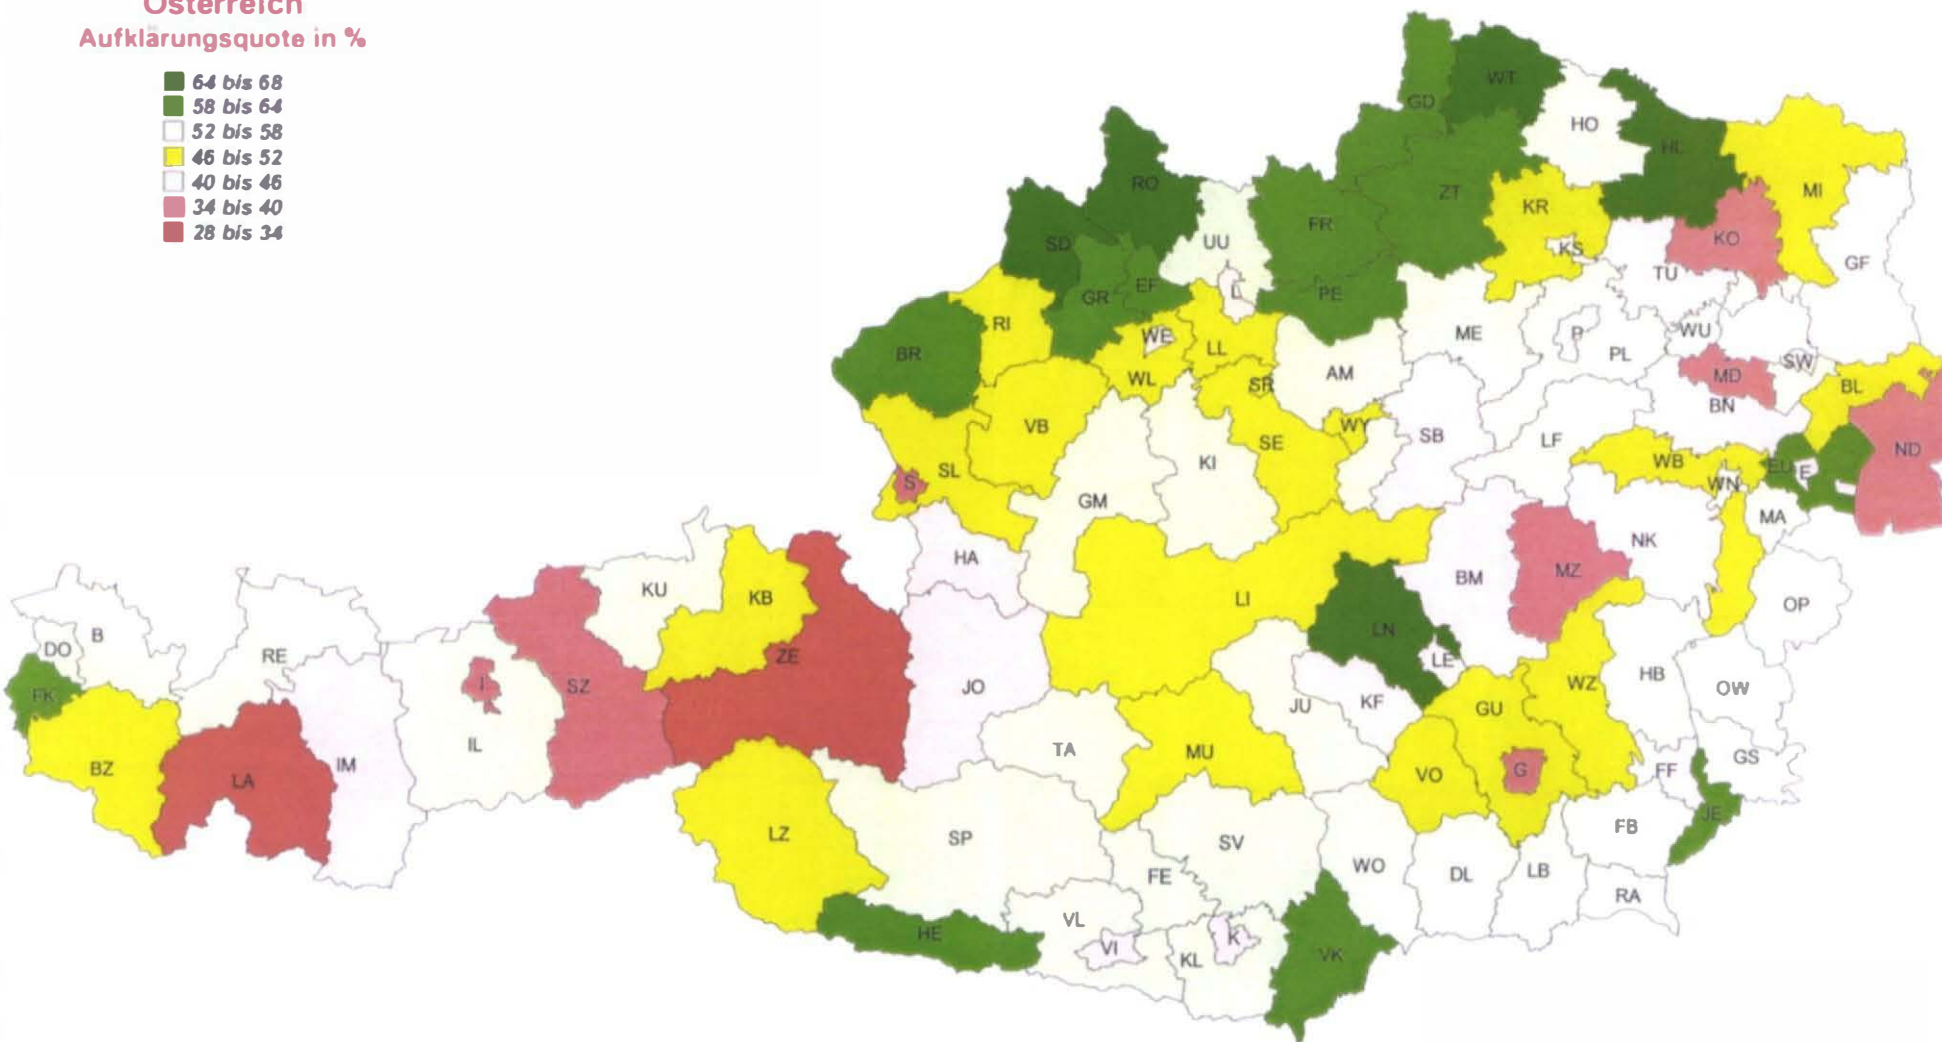 Österreich
Aufklärungsquote in %
64 bis 68
58 bis 64
52 bis 58
46 bis 52
40 bis 46
34 bis 40
28 bis 34
WT
GD
HO
HL
RO
ZT
MI
KR
FR
SD
UU
KO
KS
GF
TU
EF
GR
L
PE
RI
WE
ME
P
WU
BR
LL
PL
SW
AM
MD
WL
SR
BL
BN
VB
WY
SB
LF
SE
ND
KI
WB
SL
EU
E
S
WN
GM
MA
NK
HA
MZ
BM
KU
KB
LI
OP
LN
B
DO
RE
ZE
LE
HB
SZ
I
JO
WZ
OW
FK
JU
KF
GU
IL
TA
MU
GS
IM
BZ
LA
VO
G
FF
JE
LZ
SP
SV
FB
WO
FE
DL
LB
RA
VL
HE
K
VI
KL
VK